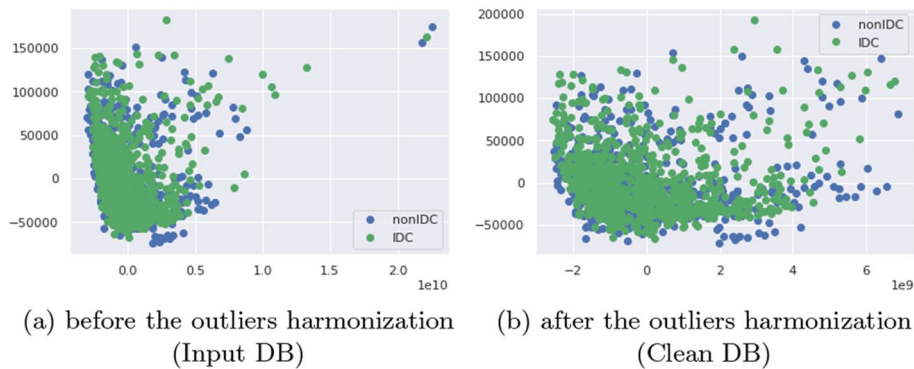 150000
100000
50000
0
−50000
0.0
0.5
1.0
1.5
2.0
1e10
nonIDC
IDC
(a) before the outliers harmonization
(Input DB)
200000
150000
100000
50000
0
−50000
−2
0
2
4
6
1e9
nonIDC
IDC
(b) after the outliers harmonization
(Clean DB)